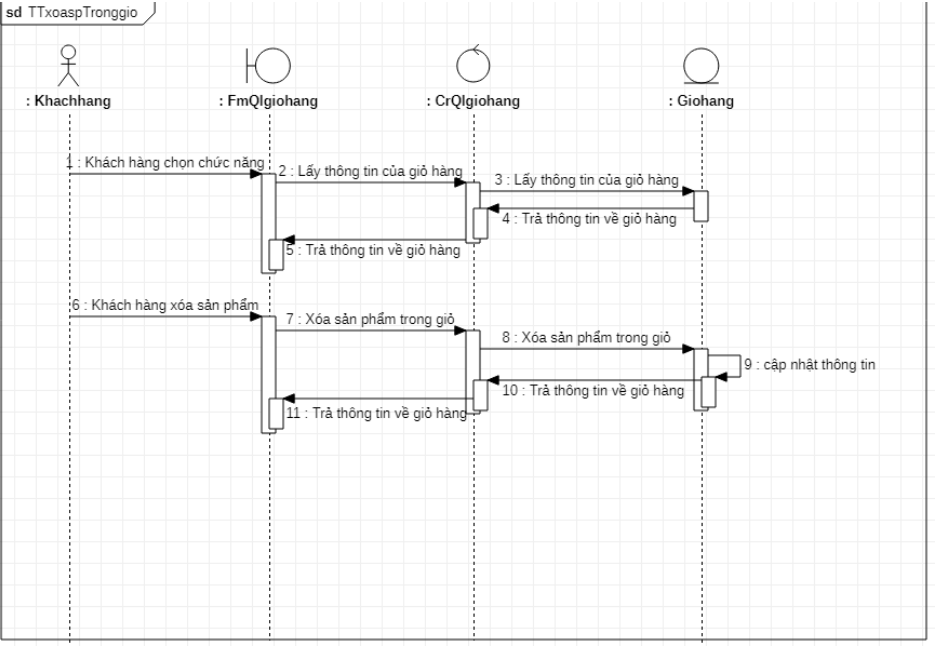 sd TTxoaspTronggio
: Khachhang
: FmQlgiohang
: CrQlgiohang
: Giohang
1 : Khách hàng chọn chức năng
2 : Lấy thông tin của giỏ hàng
3 : Lấy thông tin của giỏ hàng
4 : Trả thông tin về giỏ hàng
5 : Trả thông tin về giỏ hàng
6 : Khách hàng xóa sản phẩm
7 : Xóa sản phẩm trong giỏ
8 : Xóa sản phẩm trong giỏ
9 : cập nhật thông tin
10 : Trả thông tin về giỏ hàng
11 : Trả thông tin về giỏ hàng